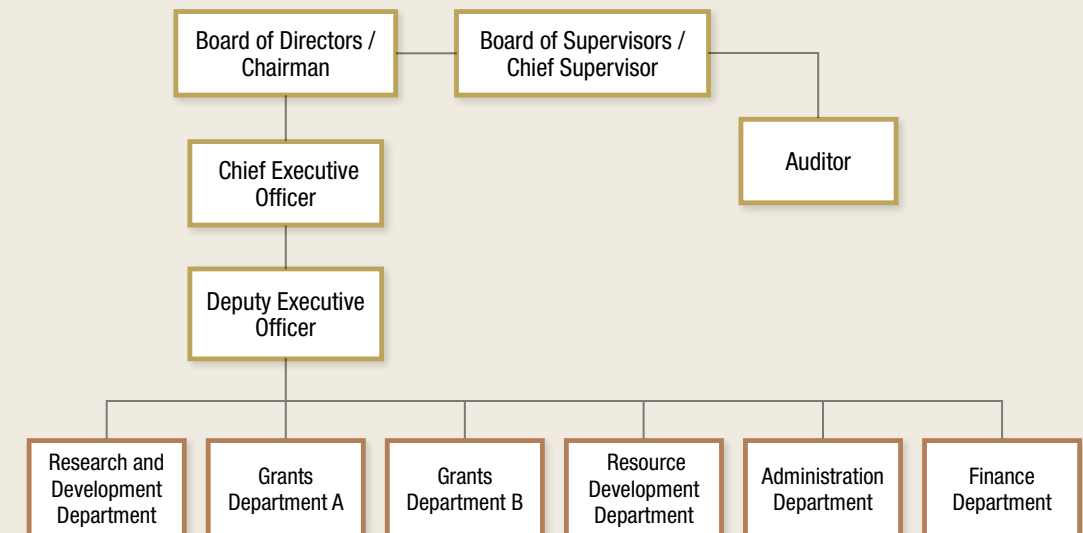 Board of Directors /
Chairman
Board of Supervisors /
Chief Supervisor
Auditor
Chief Executive
Officer
Deputy Executive
Officer
Research and
Development
Department
Grants
Department A
Grants
Department B
Resource
Development
Department
Administration
Department
Finance
Department